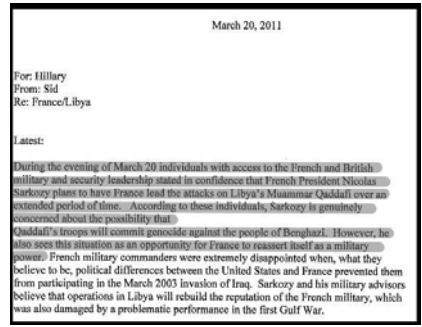 March 20, 2011
For: Hillary
From: Sid
Re: France/Libya
Latest:
During the evening of March 20 individuals with access to the French and British
military and security leadership stated in confidence that French President Nicolas
Sarkozy plans to have France lead the attacks on Libya's Muammar Qaddafi over an
extended period of time. According to these individuals, Sarkozy is genuinely
concerned about the possibility that
Qaddafi's troops will commit genocide against the people of Benghazi. However, he
also sees this situation as an opportunity for France to reassert itself as a military
power. French military commanders were extremely disappointed when, what they
believe to be, political differences between the United States and France prevented them
from participating in the March 2003 invasion of Iraq. Sarkozy and his military advisors
believe that operations in Libya will rebuild the reputation of the French military, which
was also damaged by a problematic performance in the first Gulf War.